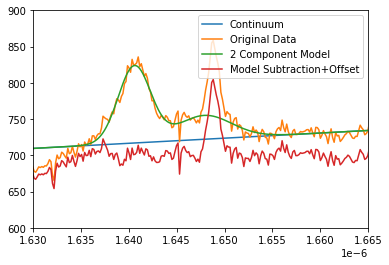 900
850
800
750
700
650
600
Continuum
Original Data
2 Component Model
Model Subtraction+Offset
1.630 1.635 1.640 1.645 1.650 1.655 1.660 1.665
1e−6